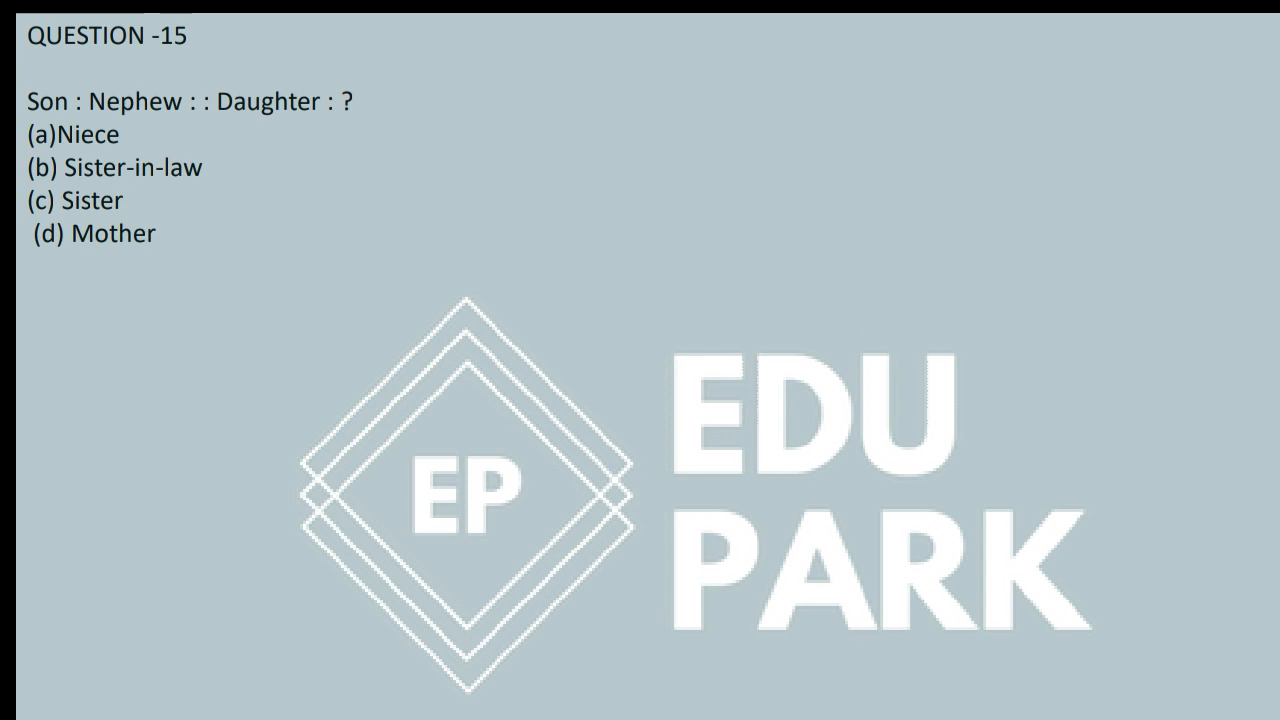 QUESTION -15
Son : Nephew : : Daughter : ?
(a)Niece
(b) Sister-in-law
(c) Sister
(d) Mother
EP
EDU
PARK